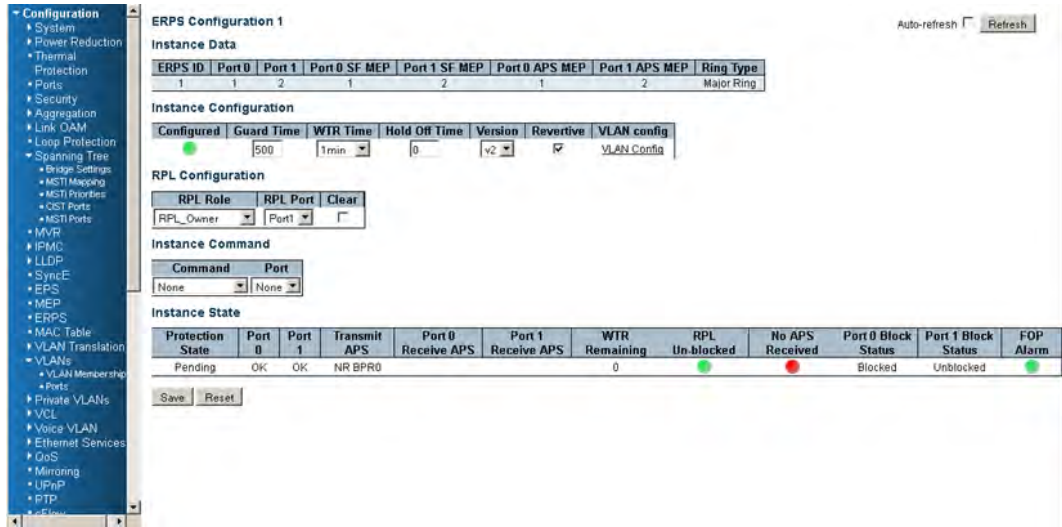 Configuration
System
Power Reduction
Thermal
Protection
Ports
Security
Aggregation
Link OAM
Loop Protection
Spanning Tree
Bridge Settings
MSTI Mapping
MSTI Priorities
CIST Ports
MSTI Ports
MVR
IPMC
LLDP
SyncE
EPS
MEP
ERPS
MAC Table
VLAN Translation
VLANs
VLAN Membership
Ports
Private VLANs
VCL
Voice VLAN
Ethernet Services
QoS
Mirroring
UPnP
PTP
sFlow
ERPS Configuration 1
Auto-refresh Refresh
Instance Data
ERPS ID Port 0 Port 1 Port 0 SF MEP Port 1 SF MEP Port 0 APS MEP Port 1 APS MEP Ring Type
1 1 2 1 2 1 2 Major Ring
Instance Configuration
Configured Guard Time WTR Time Hold Off Time Version Revertive VLAN config
500 1min 0 v2 VLAN Config
RPL Configuration
RPL Role RPL Port Clear
RPL_Owner Port1
Instance Command
Command Port
None None
Instance State
Protection Port Port Transmit Port 0 Port 1 WTR RPL No APS Port 0 Block Port 1 Block FOP
State 0 1 APS Receive APS Receive APS Remaining Un-blocked Received Status Status Alarm
Pending OK OK NR BPR0 0 Blocked Unblocked
Save Reset